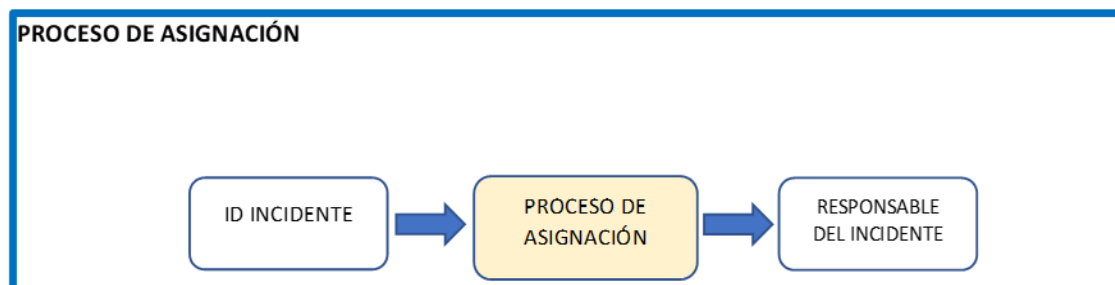 PROCESO DE ASIGNACIÓN
ID INCIDENTE
PROCESO DE
ASIGNACIÓN
RESPONSABLE
DEL INCIDENTE